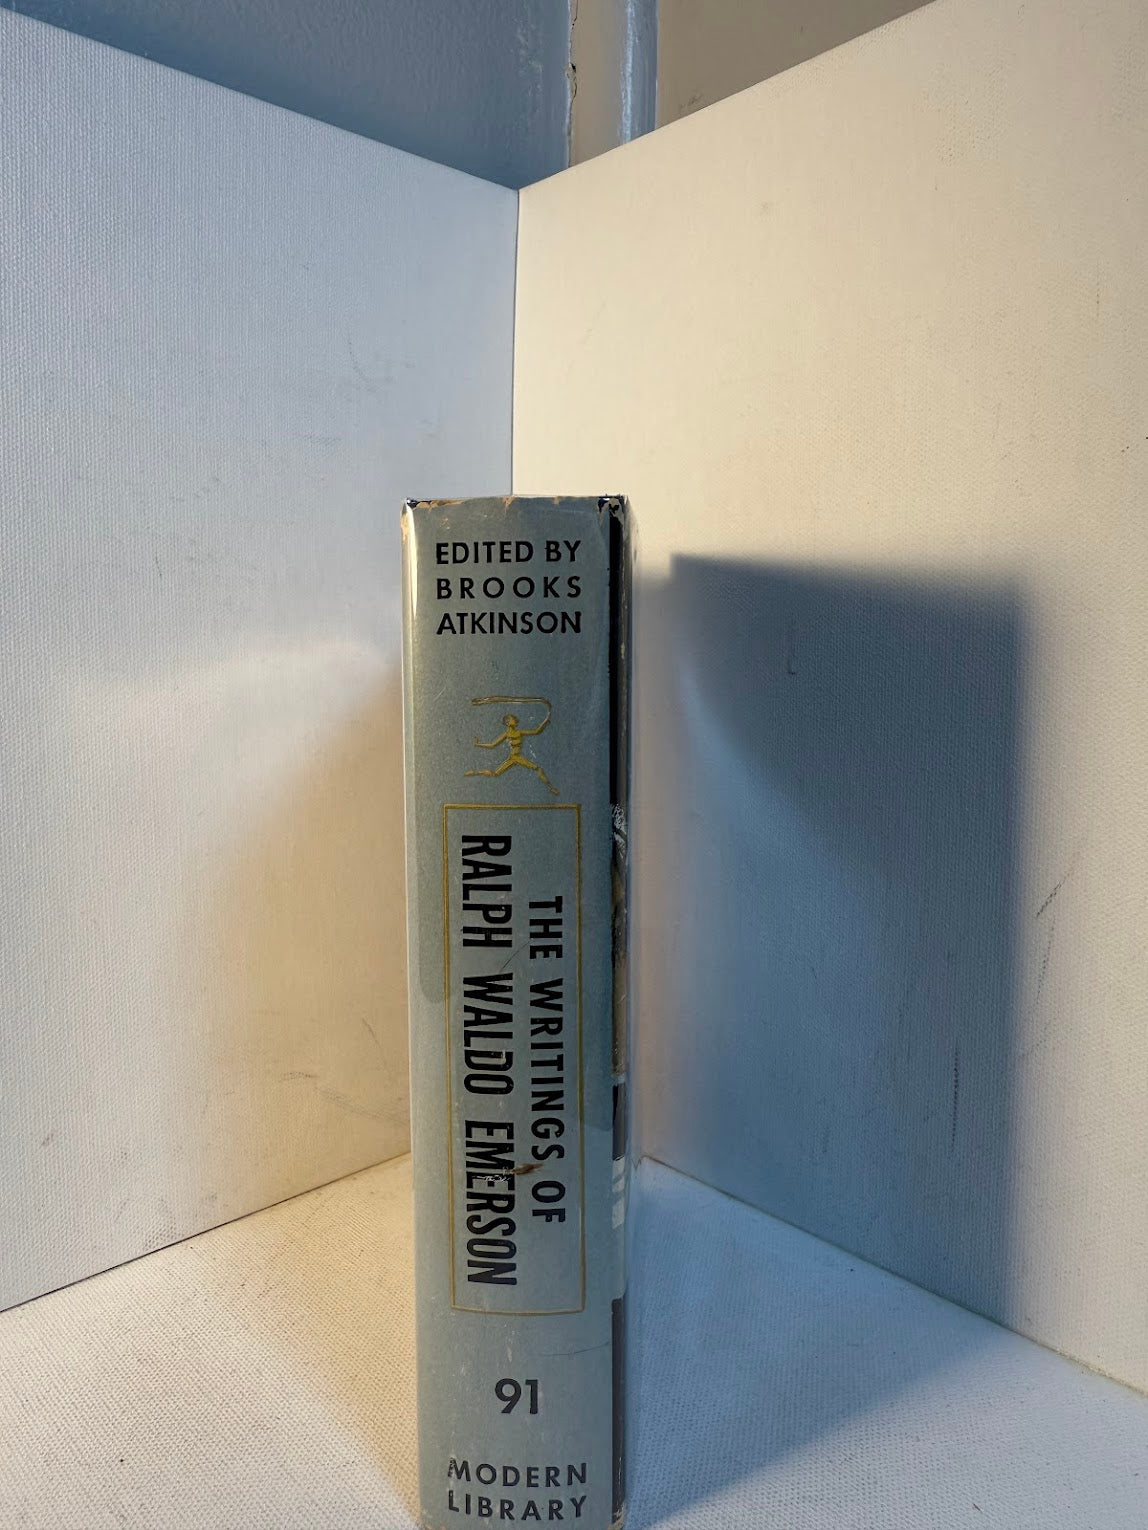 EDITED BY
BROOKS
ATKINSON
THE WRITINGS OF
RALPH WALDO EMERSON
91
MODERN
LIBRARY